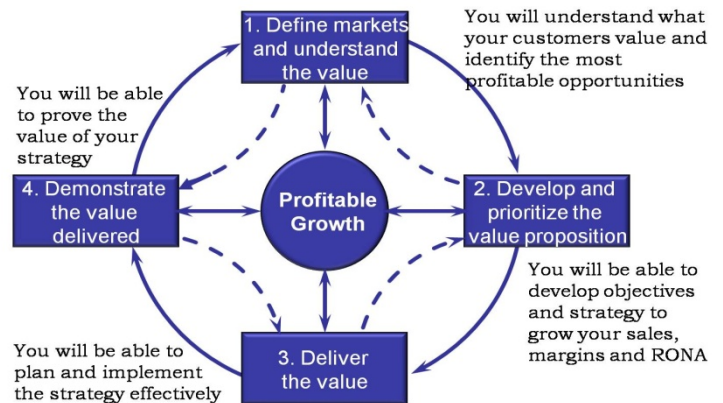 1. Define markets
and understand
the value
You will understand what
your customers value and
identify the most
profitable opportunities
You will be able
to prove the
value of your
strategy
4. Demonstrate
the value
delivered
Profitable
Growth
2. Develop and
prioritize the
value proposition
You will be able to
develop objectives
and strategy to
grow your sales,
margins and RONA
3. Deliver
the value
You will be able to
plan and implement
the strategy effectively